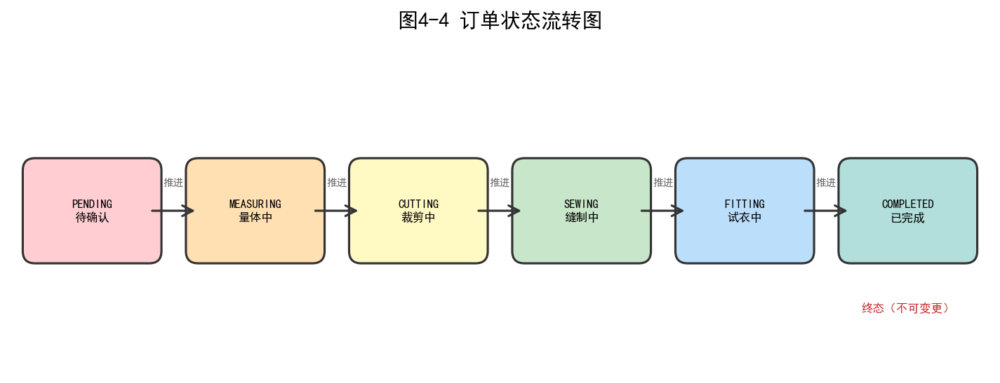 图4-4 订单状态流转图
推进
推进
推进
推进
推进
PENDING
待确认
MEASURING
量体中
CUTTING
裁剪中
SEWING
缝制中
FITTING
试衣中
COMPLETED
已完成
终态（不可变更）